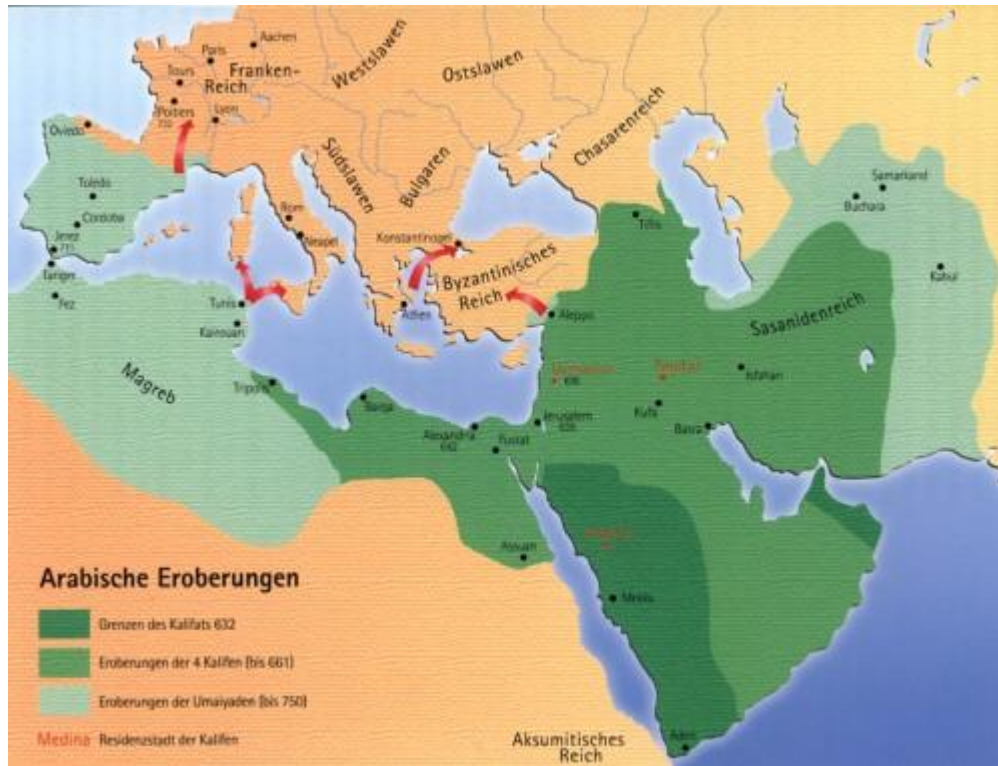 Aachen
Paris
Tours
Franken-
Reich
Poitiers
Lyon
Westslawen
Ostslawen
Chasarenreich
Südslawen
Bulgaren
Oviedo
Toledo
Cordoba
Jerez
711
Tanger
Fez
Rom
Neapel
Konstantinopel
Byzantinisches
Reich
Athen
Tiflis
Samarkand
Buchara
Kabul
Sasanidenreich
Tunis
Kairouan
Magreb
Tripolis
Barqa
Aleppo
Isfahan
Kufa
Basra
Jerusalem
Alexandria
642
Fustat
Assuan
Mekka
Aden
Aksumitisches
Reich
Arabische Eroberungen
Grenzen des Kalifats 632
Eroberungen der 4 Kalifen (bis 661)
Eroberungen der Umaiyaden (bis 750)
Medina Residenzstadt der Kalifen